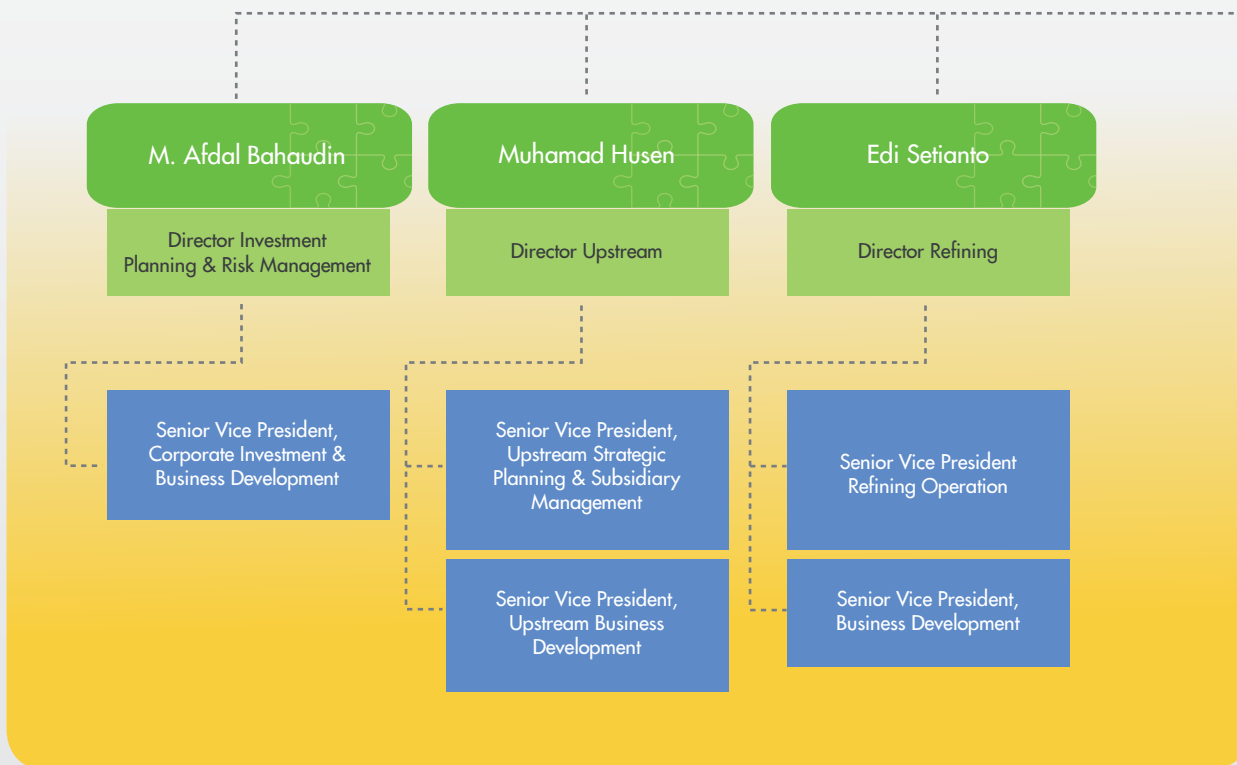 M. Afdal Bahaudin
Director Investment
Planning & Risk Management
Senior Vice President,
Corporate Investment &
Business Development
Muhamad Husen
Director Upstream
Senior Vice President,
Upstream Strategic
Planning & Subsidiary
Management
Senior Vice President,
Upstream Business
Development
Edi Setianto
Director Refining
Senior Vice President
Refining Operation
Senior Vice President,
Business Development